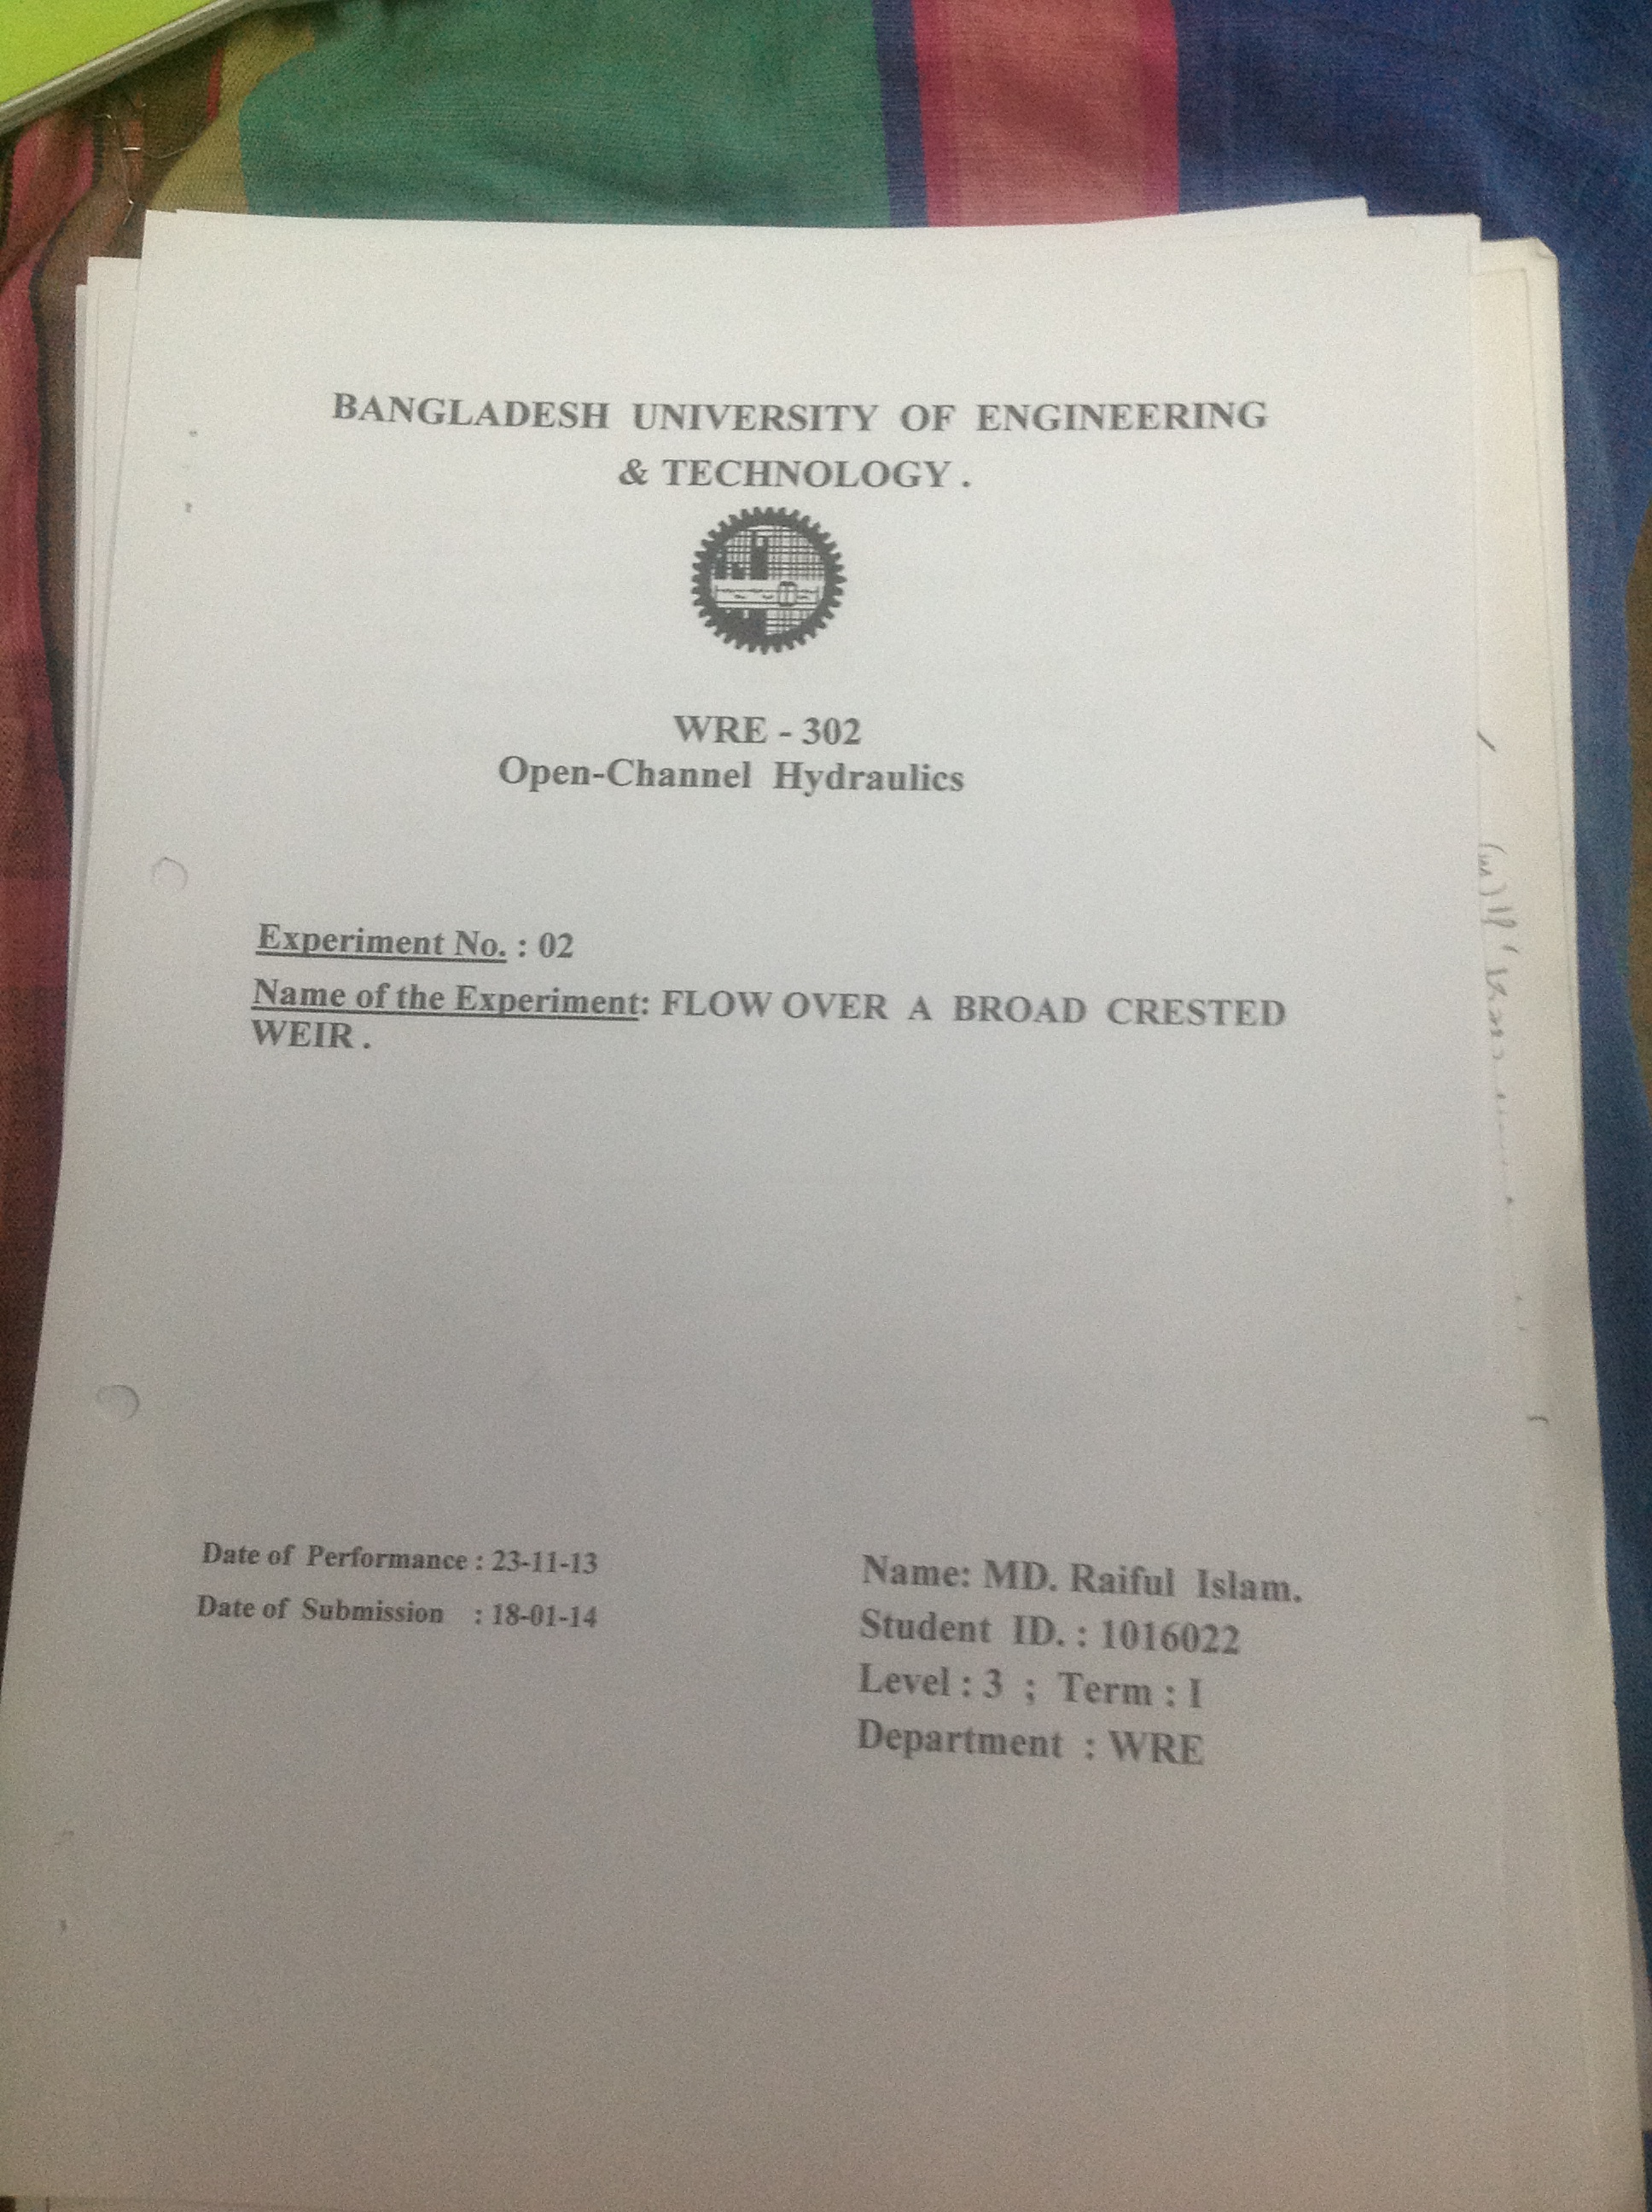 BANGLADESH UNIVERSITY OF ENGINEERING
& TECHNOLOGY .
WRE - 302
Open-Channel Hydraulics
Experiment No. : 02
Name of the Experiment: FLOW OVER A BROAD CRESTED
WEIR .
Date of Performance : 23-11-13
Date of Submission : 18-01-14
Name: MD. Raiful Islam.
Student ID. : 1016022
Level : 3 ; Term : I
Department : WRE